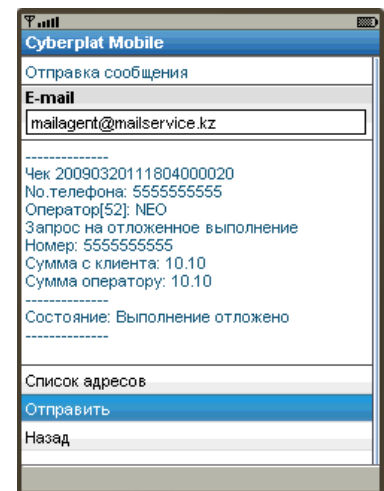 Cyberplat Mobile
Отправка сообщения
E-mail
mailagent@mailservice.kz
--------------
Чек 20090320111804000020
No.телефона: 5555555555
Оператор[52]: NEO
Запрос на отложенное выполнение
Номер: 5555555555
Сумма с клиента: 10.10
Сумма оператору: 10.10
--------------
Состояние: Выполнение отложено
--------------
Список адресов
Отправить
Назад